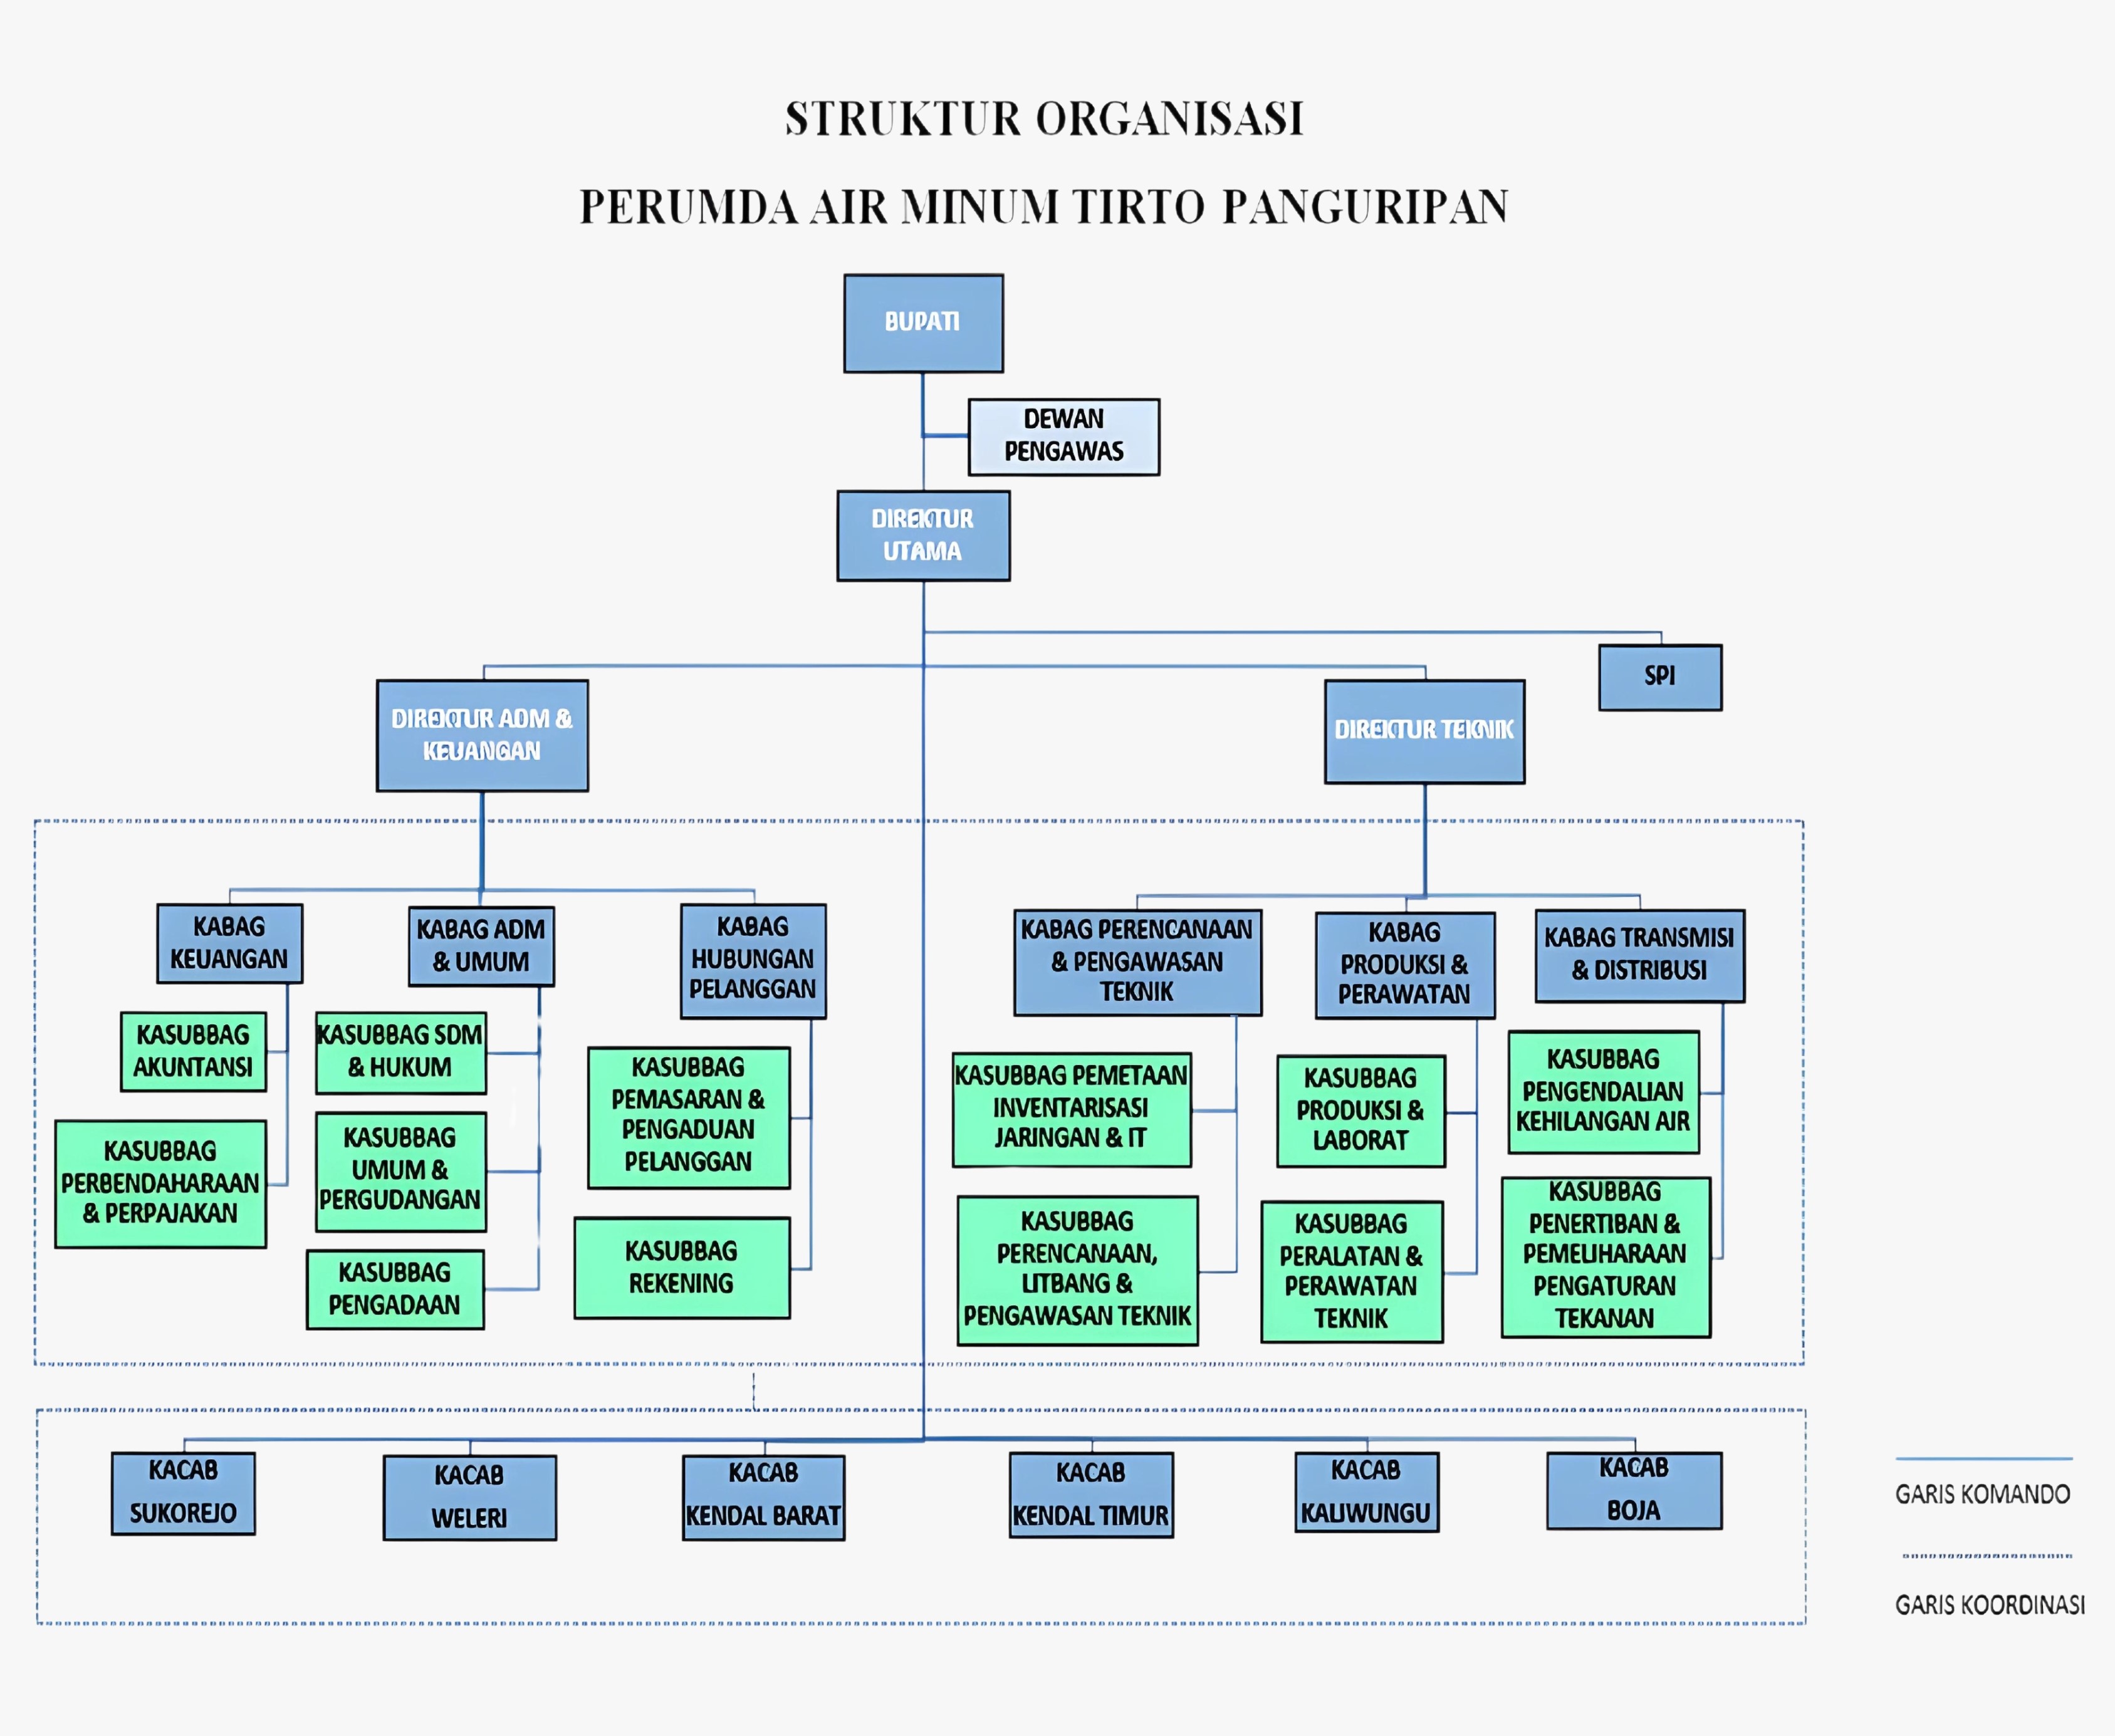 STRUKTUR ORGANISASI
PERUMDA AIR MINUM TIRTO PANGURIPAN
BUPATI
DEWAN
PENGAWAS
DIREKTUR
UTAMA
SPI
DIREKTUR ADM &
KEUANGAN
DIREKTUR TEKNIK
KABAG
KEUANGAN
KABAG ADM
& UMUM
KABAG
HUBUNGAN
PELANGGAN
KABAG PERENCANAAN
& PENGAWASAN
TEKNIK
KABAG
PRODUKSI &
PERAWATAN
KABAG TRANSMISI
& DISTRIBUSI
KASUBBAG
AKUNTANSI
KASUBBAG
PERBENDAHARAAN
& PERPAJAKAN
KASUBBAG SDM
& HUKUM
KASUBBAG
UMUM &
PERGUDANGAN
KASUBBAG
PENGADAAN
KASUBBAG
PEMASARAN &
PENGADUAN
PELANGGAN
KASUBBAG
REKENING
KASUBBAG PEMETAAN
INVENTARISASI
JARINGAN & IT
KASUBBAG
PERENCANAAN,
LITBANG &
PENGAWASAN TEKNIK
KASUBBAG
PRODUKSI &
LABORAT
KASUBBAG
PERALATAN &
PERAWATAN
TEKNIK
KASUBBAG
PENGENDALIAN
KEHILANGAN AIR
KASUBBAG
PENERTIBAN &
PEMELIHARAAN
PENGATURAN
TEKANAN
KACAB
SUKOREJO
KACAB
WELERI
KACAB
KENDAL BARAT
KACAB
KENDAL TIMUR
KACAB
KALIWUNGU
KACAB
BOJA
GARIS KOMANDO
GARIS KOORDINASI